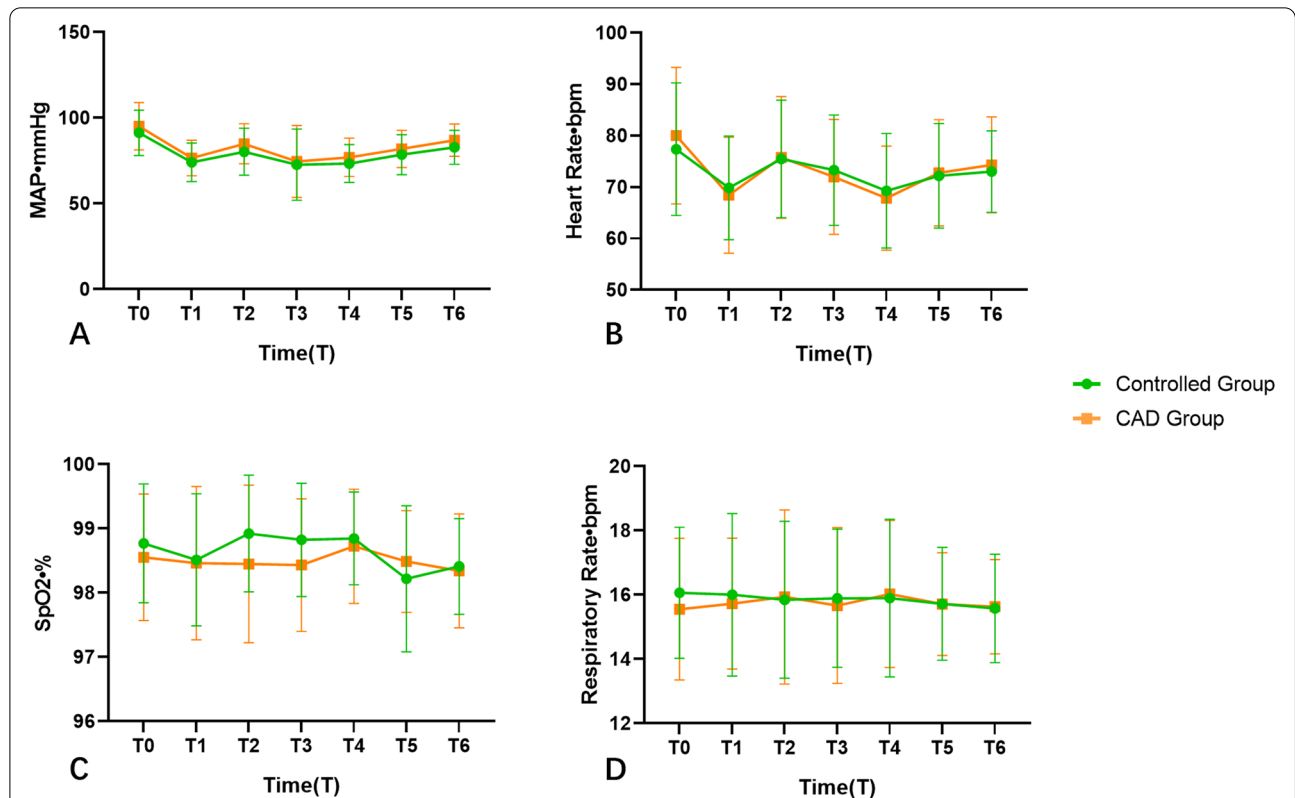 150
100
50
0
MAP•mmHg
T0 T1 T2 T3 T4 T5 T6
A
Time(T)
100
90
80
70
60
50
Heart Rate•bpm
T0 T1 T2 T3 T4 T5 T6
B
Time(T)
Controlled Group
CAD Group
100
99
98
97
96
SpO2•%
T0 T1 T2 T3 T4 T5 T6
C
Time(T)
20
18
16
14
12
Respiratory Rate•bpm
T0 T1 T2 T3 T4 T5 T6
D
Time(T)